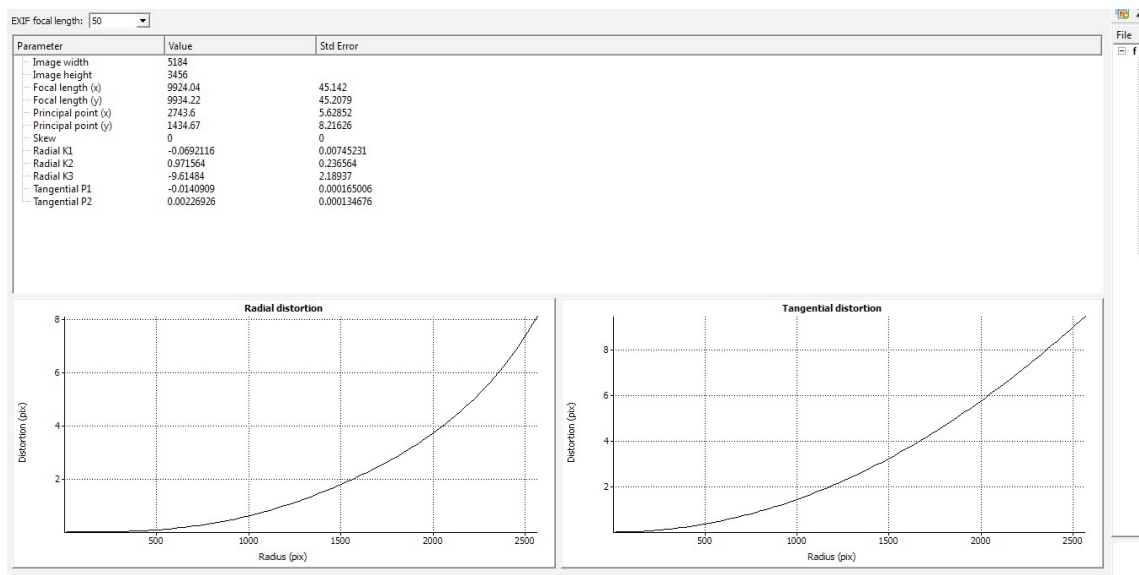 EXIF focal length: 50
File
Parameter Value Std Error
f
Image width 5184
Image height 3456
Focal length (x) 9924.04 45.142
Focal length (y) 9934.22 45.2079
Principal point (x) 2743.6 5.62852
Principal point (y) 1434.67 8.21626
Skew 0 0
Radial K1 -0.0692116 0.00745231
Radial K2 0.971564 0.236564
Radial K3 -9.61484 2.18937
Tangential P1 -0.0140909 0.000165006
Tangential P2 0.00226926 0.000134676
Radial distortion
8
6
4
2
Distortion (pix)
500 1000 1500 2000 2500
Radius (pix)
Tangential distortion
8
6
4
2
Distortion (pix)
500 1000 1500 2000 2500
Radius (pix)